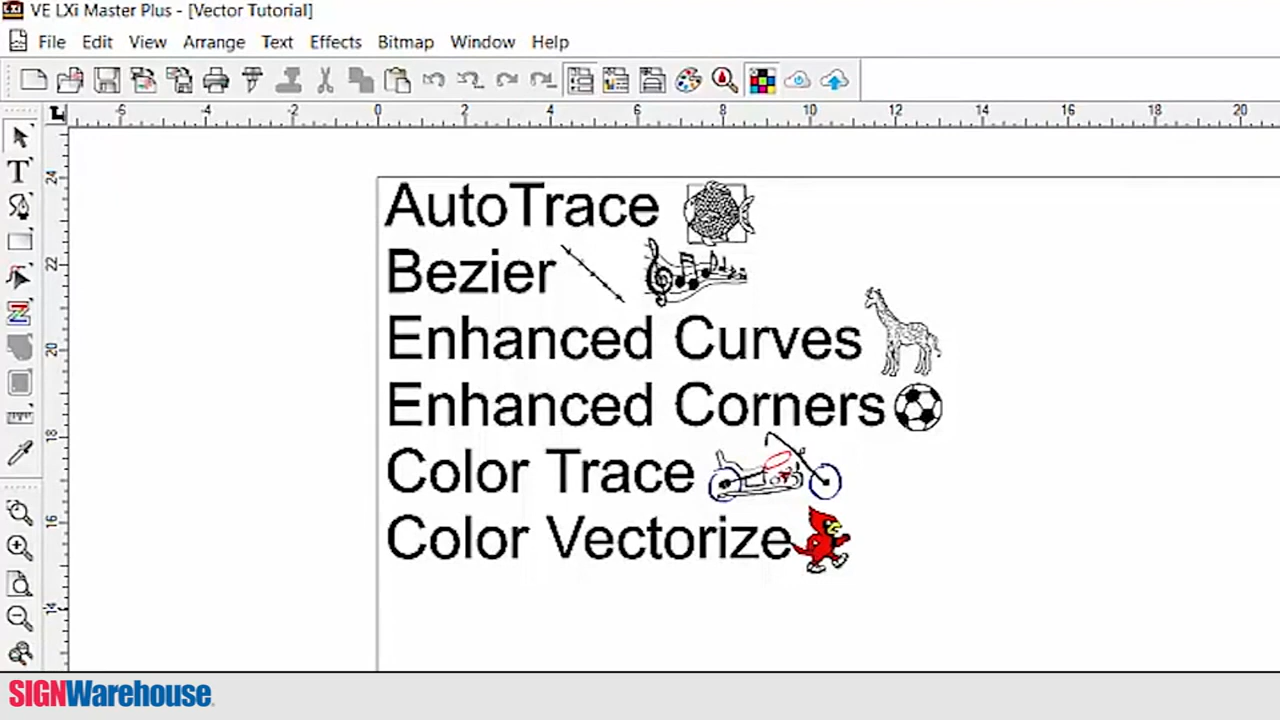 VE LXi Master Plus - [Vector Tutorial]
File Edit View Arrange Text Effects Bitmap Window Help
-6 -4 -2 0 2 4 6 8 10 12 14 16 18 20
24
AutoTrace
22
Bezier
20
Enhanced Curves
18
Enhanced Corners
16
Color Trace
14
Color Vectorize
SIGNWarehouse